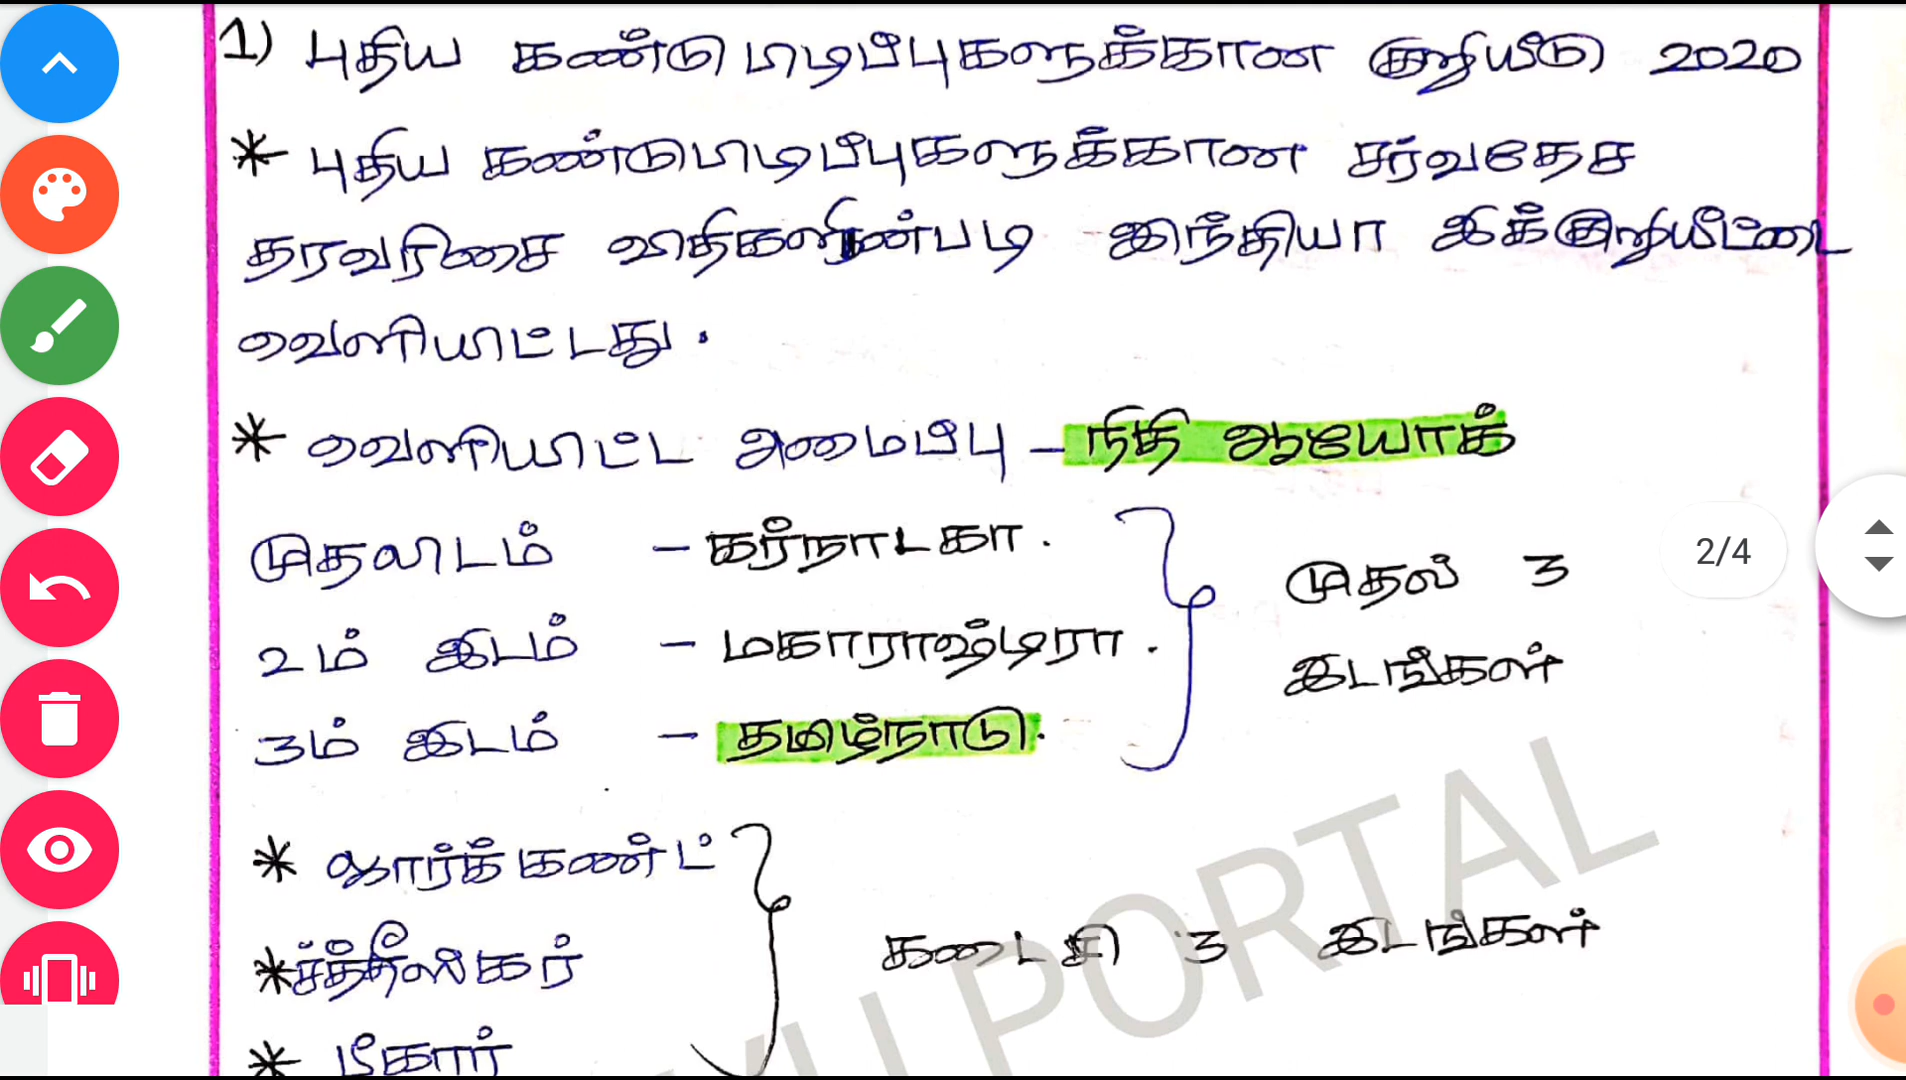 1) புதிய கண்டுபிடிப்புகளுக்கான குறியீடு 2020
* புதிய கண்டுபிடிப்புகளுக்கான சர்வதேச
தரவரிசை விதிகளின்படி இந்தியா இக்குறியீட்டை
வெளியிட்டது.
* வெளியிட்ட அமைப்பு - நிதி ஆயோக்
முதலிடம் - கர்நாடகா.
2ம் இடம் - மகாராஷ்டிரா.
3ம் இடம் - தமிழ்நாடு.
முதல் 3
இடங்கள்
2/4
* ஜார்க்கண்ட்
* சத்தீஸ்கர்
* பீகார்
கடைசி 3 இடங்கள்
PORTAL